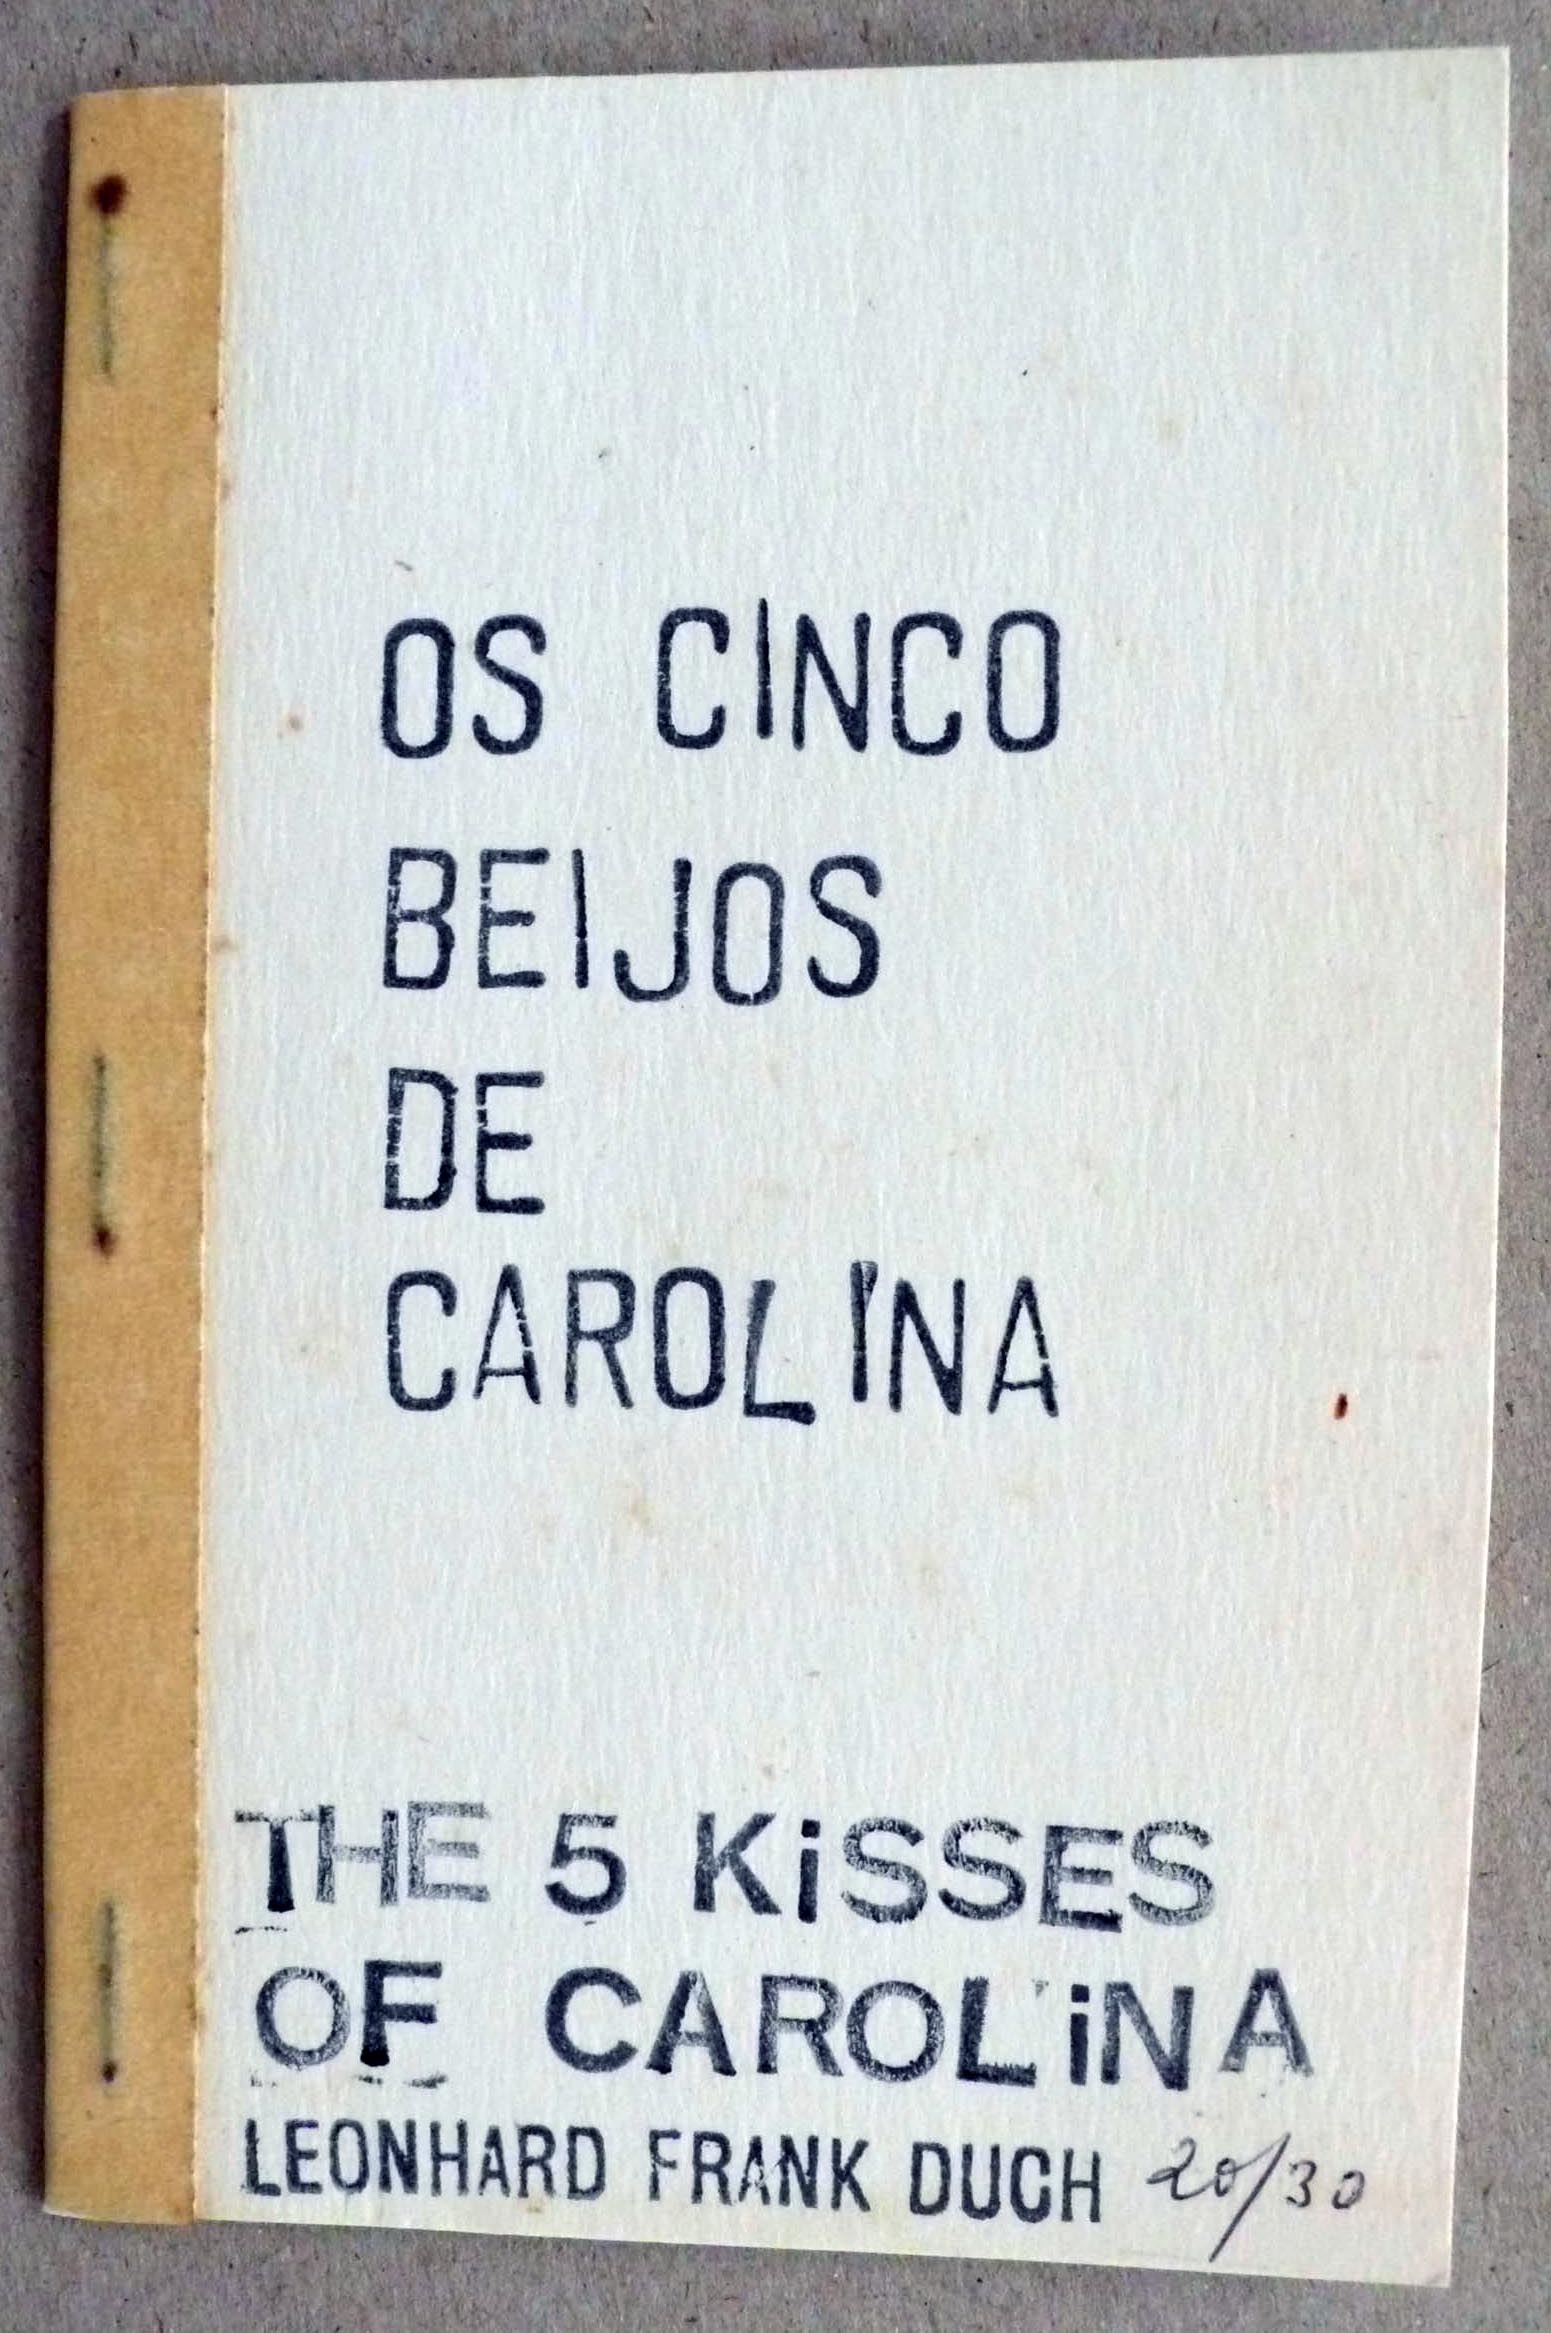 OS CINCO
BEIJOS
DE
CAROLINA
THE 5 KiSSES
OF CAROLiNA
LEONHARD FRANK DUCH 20/30